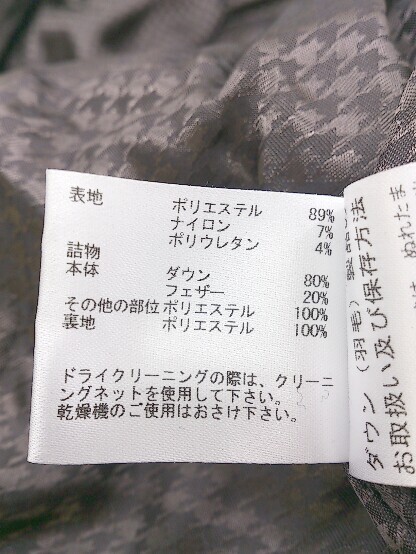 表地 ポリエステル 89%
ナイロン 7%
ポリウレタン 4%
詰物
本体 ダウン 80%
フェザー 20%
その他の部位 ポリエステル 100%
裏地 ポリエステル 100%
ドライクリーニングの際は、クリーニ
ングネットを使用して下さい。
乾燥機のご使用はおさけ下さい。
ダウン(羽毛)
お取扱い及び保存方法
ぬれたま